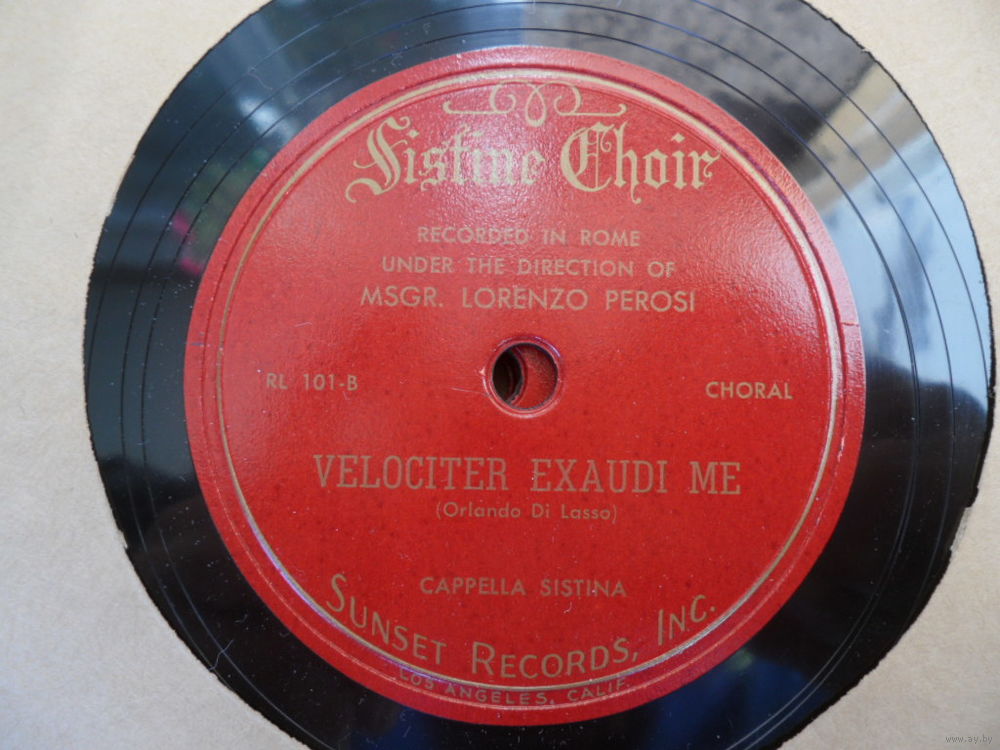 Sistine Choir
RECORDED IN ROME
UNDER THE DIRECTION OF
MSGR. LORENZO PEROSI
RL 101-B
CHORAL
VELOCITER EXAUDI ME
(Orlando Di Lasso)
CAPPELLA SISTINA
SUNSET RECORDS, INC.
LOS ANGELES, CALIF.
www.ay.by